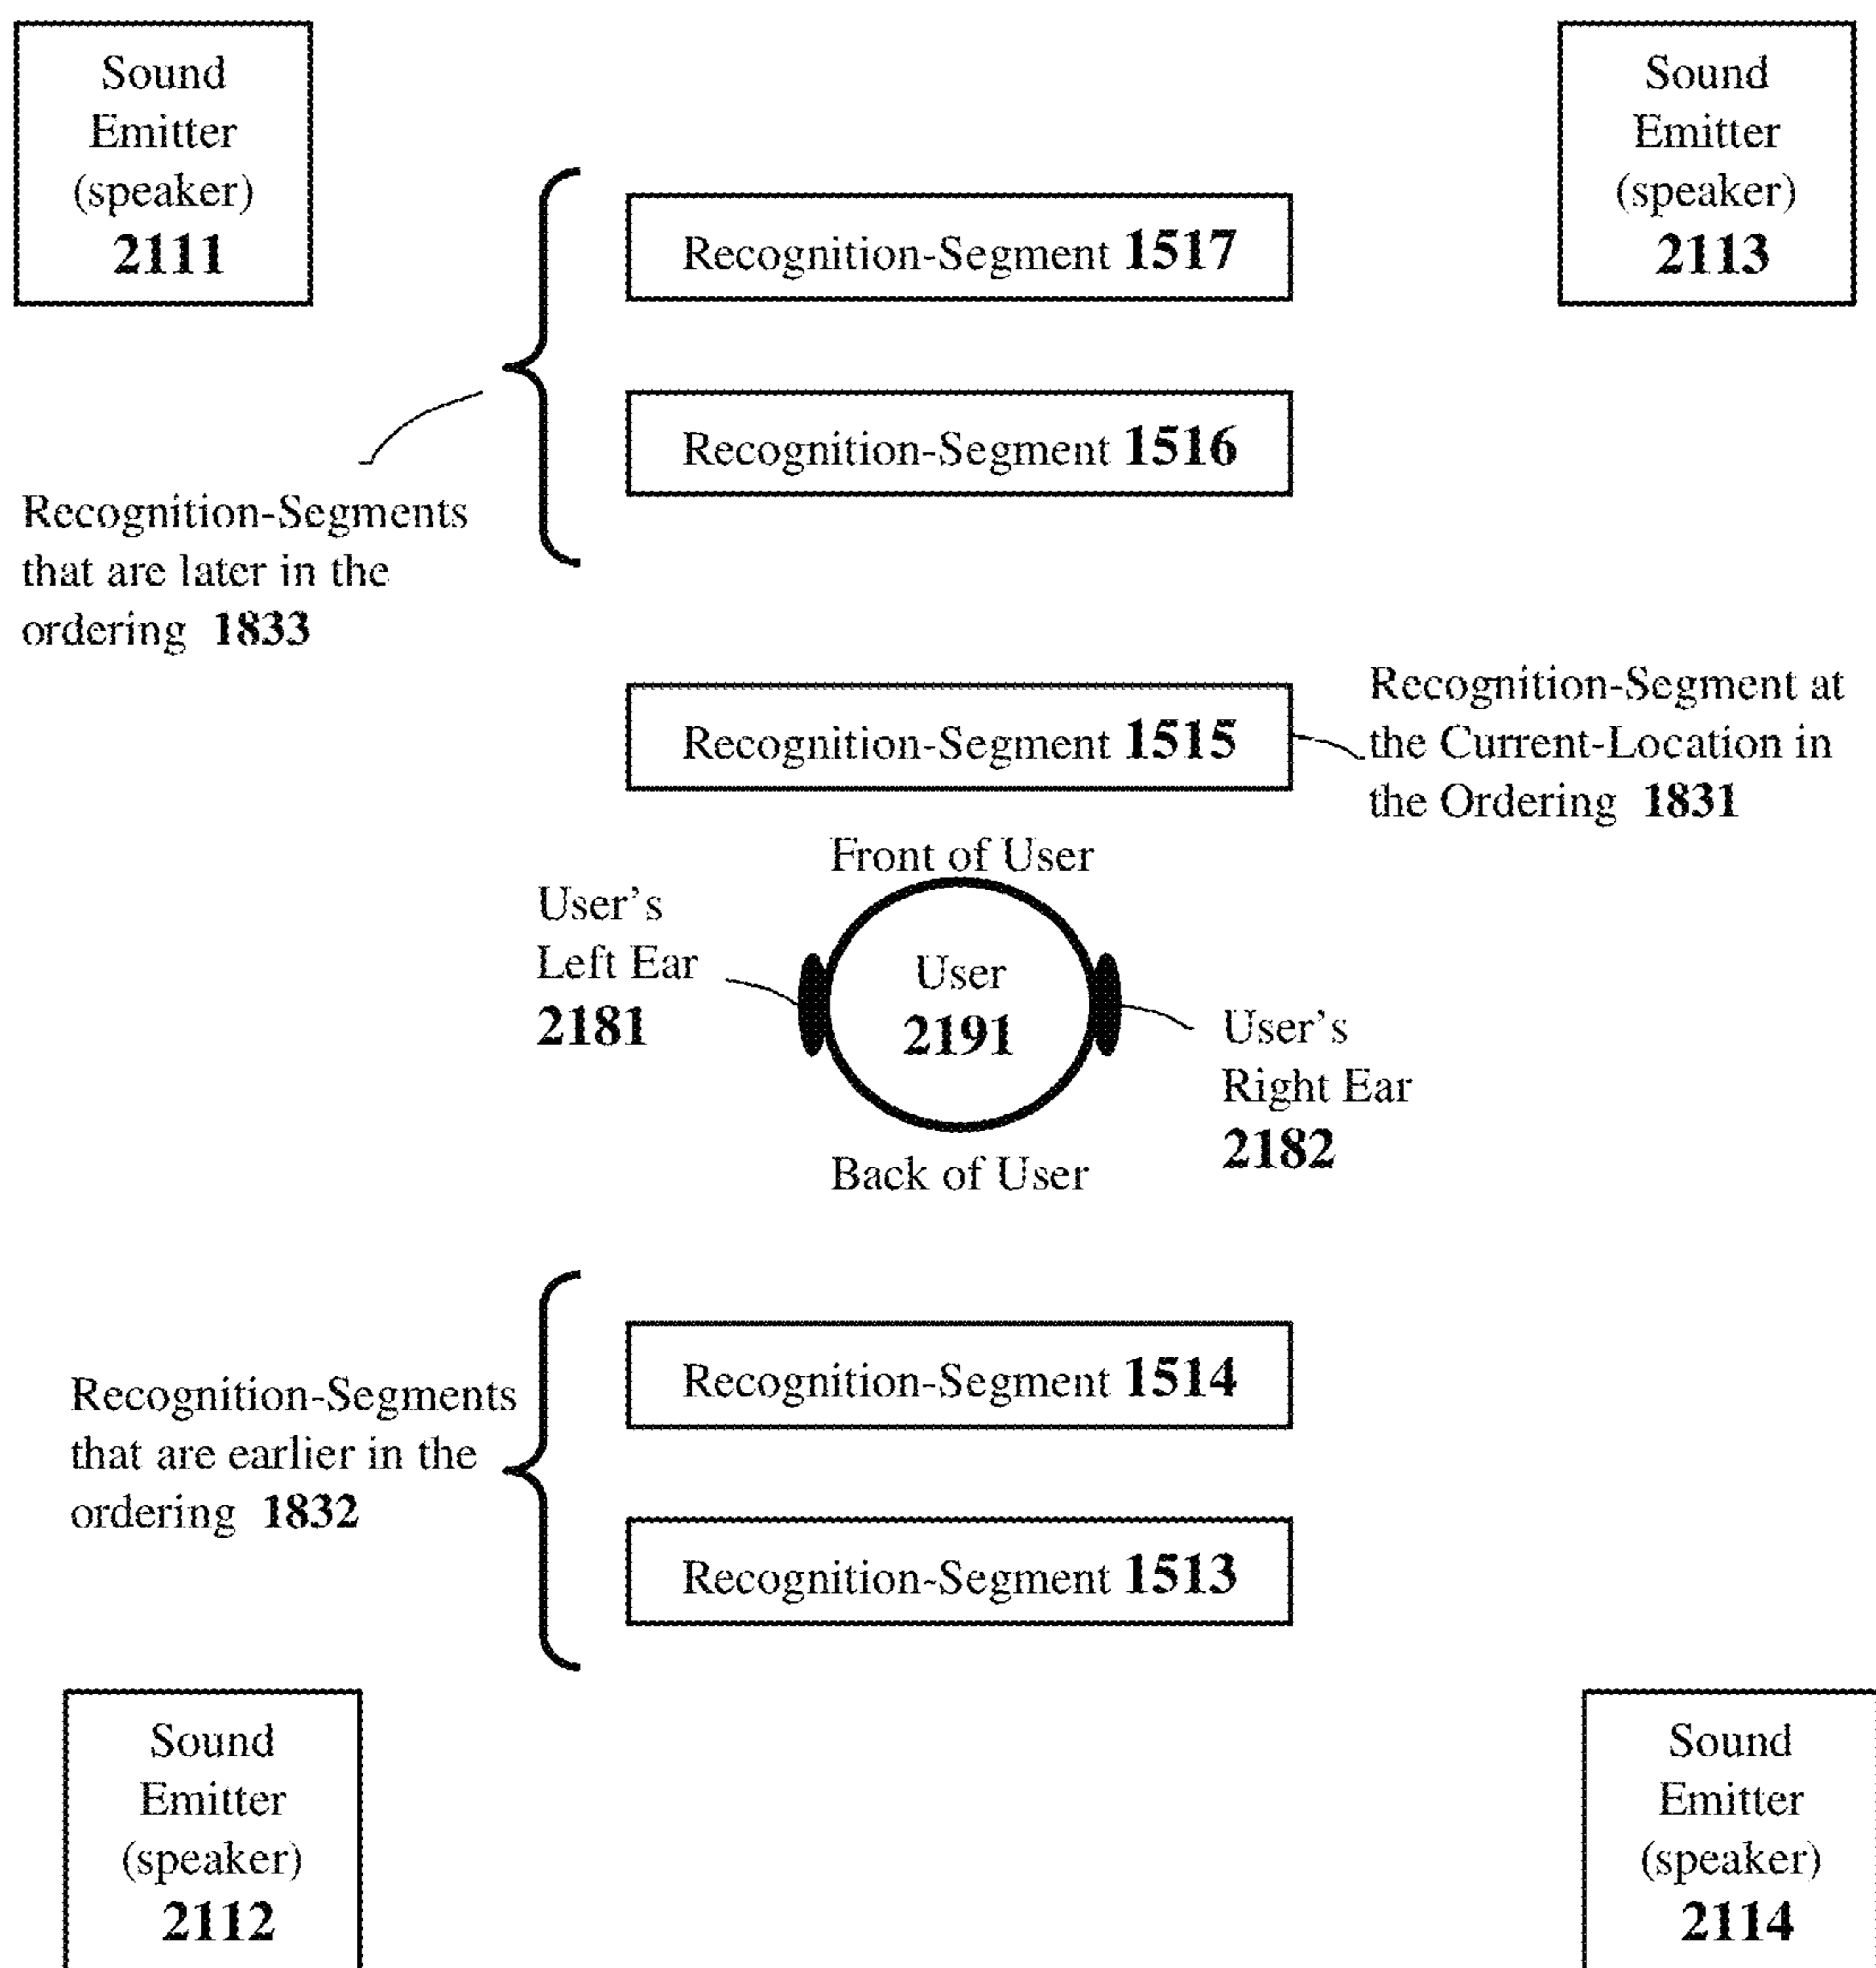 Sound
Emitter
(speaker)
2111
Sound
Emitter
(speaker)
2113
Recognition-Segment 1517
Recognition-Segment 1516
Recognition-Segments
that are later in the
ordering 1833
Recognition-Segment 1515
Recognition-Segment at
the Current-Location in
the Ordering 1831
Front of User
User's
Left Ear
2181
User
2191
User's
Right Ear
2182
Back of User
Recognition-Segment 1514
Recognition-Segments
that are earlier in the
ordering 1832
Recognition-Segment 1513
Sound
Emitter
(speaker)
2112
Sound
Emitter
(speaker)
2114